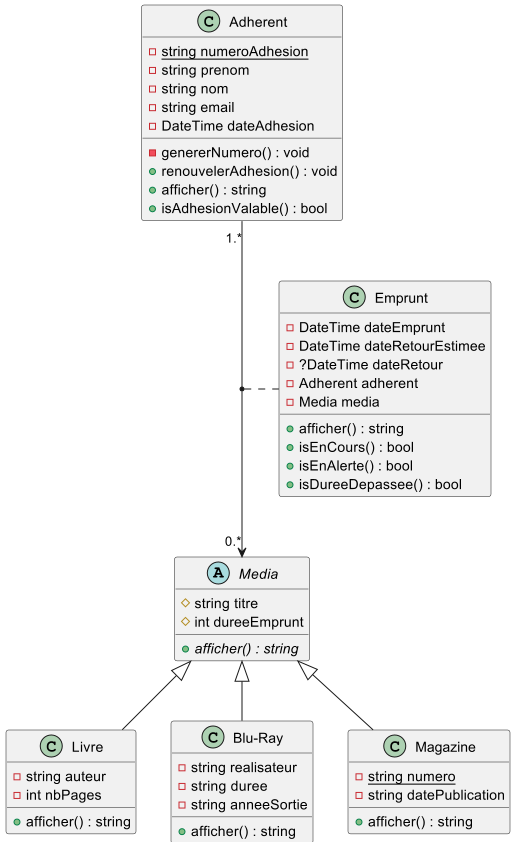 C Adherent
string numeroAdhesion
string prenom
string nom
string email
DateTime dateAdhesion
genererNumero() : void
renouvelerAdhesion() : void
afficher() : string
isAdhesionValable() : bool
1.*
C Emprunt
DateTime dateEmprunt
DateTime dateRetourEstimee
?DateTime dateRetour
Adherent adherent
Media media
afficher() : string
isEnCours() : bool
isEnAlerte() : bool
isDureeDepassee() : bool
0.*
A Media
string titre
int dureeEmprunt
afficher() : string
C Livre
string auteur
int nbPages
afficher() : string
C Blu-Ray
string realisateur
string duree
string anneeSortie
afficher() : string
C Magazine
string numero
string datePublication
afficher() : string